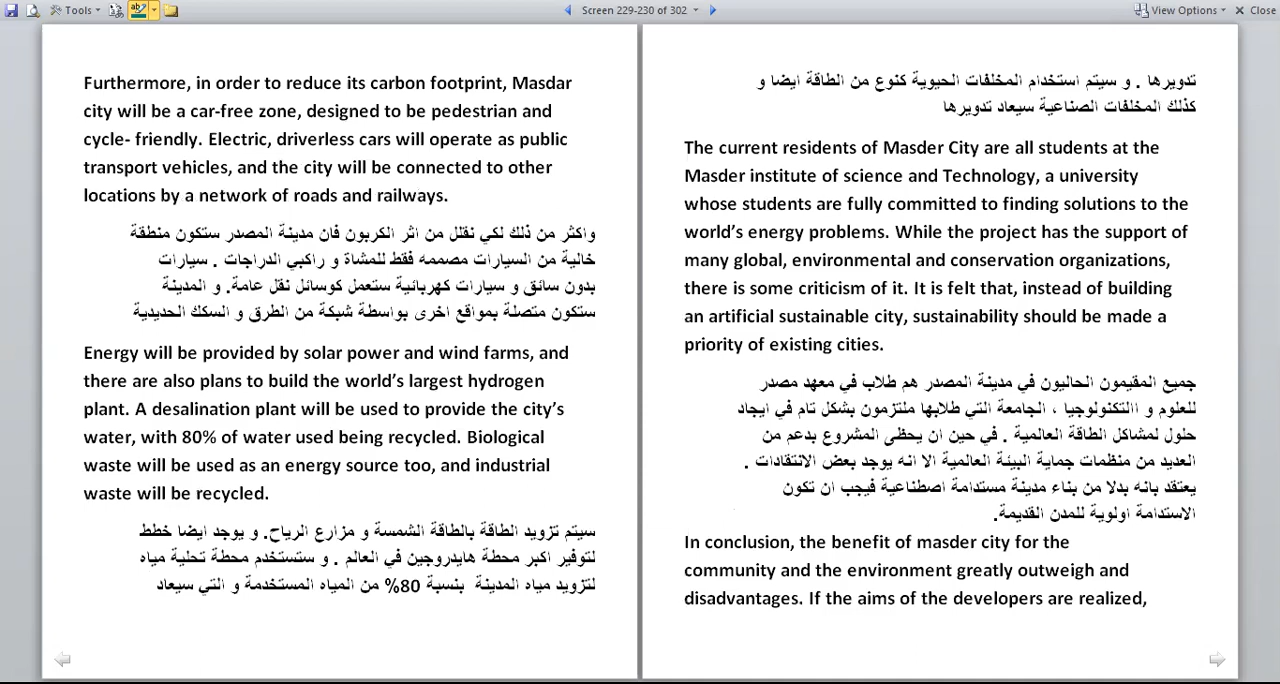 Tools
Screen 229-230 of 302
View Options
Close
Furthermore, in order to reduce its carbon footprint, Masdar
city will be a car-free zone, designed to be pedestrian and
cycle- friendly. Electric, driverless cars will operate as public
transport vehicles, and the city will be connected to other
locations by a network of roads and railways.
واكثر من ذلك لكي نقلل من اثر الكربون فان مدينة المصدر ستكون منطقة
خالية من السيارات مصممه فقط للمشاة و راكبي الدراجات . سيارات
بدون سائق و سيارات كهربائية ستعمل كوسائل نقل عامة. و المدينة
ستكون متصلة بمواقع اخرى بواسطة شبكة من الطرق و السكك الحديدية
Energy will be provided by solar power and wind farms, and
there are also plans to build the world's largest hydrogen
plant. A desalination plant will be used to provide the city's
water, with 80% of water used being recycled. Biological
waste will be used as an energy source too, and industrial
waste will be recycled.
سيتم تزويد الطاقة بالطاقة الشمسة و مزارع الرياح. و يوجد ايضا خطط
لتوفير اكبر محطة هايدروجين في العالم . و ستستخدم محطة تحلية مياه
لتزويد مياه المدينة بنسبة 80% من المياه المستخدمة و التي سيعاد
تدويرها . و سيتم استخدام المخلفات الحيوية كنوع من الطاقة ايضا و
كذلك المخلفات الصناعية سيعاد تدويرها
The current residents of Masder City are all students at the
Masder institute of science and Technology, a university
whose students are fully committed to finding solutions to the
world's energy problems. While the project has the support of
many global, environmental and conservation organizations,
there is some criticism of it. It is felt that, instead of building
an artificial sustainable city, sustainability should be made a
priority of existing cities.
جميع المقيمون الحاليون في مدينة المصدر هم طلاب في معهد مصدر
للعلوم و االتكنولوجيا ، الجامعة التي طلابها ملتزمون بشكل تام في ايجاد
حلول لمشاكل الطاقة العالمية . في حين ان يحظى المشروع بدعم من
العديد من منظمات جماية البيئة العالمية الا انه يوجد بعض الانتقادات .
يعتقد بانه بدلا من بناء مدينة مستدامة اصطناعية فيجب ان تكون
الاستدامة اولوية للمدن القديمة.
In conclusion, the benefit of masder city for the
community and the environment greatly outweigh and
disadvantages. If the aims of the developers are realized,